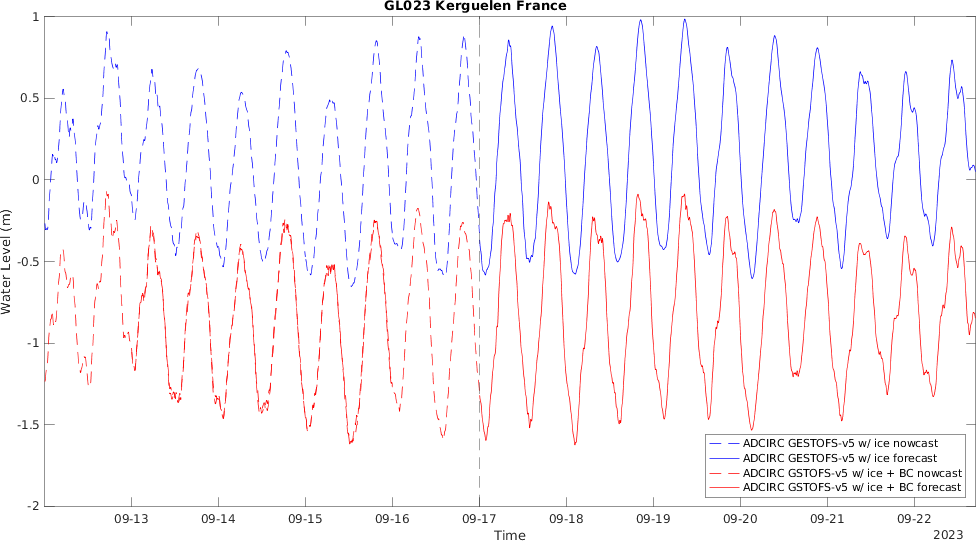 GL023 Kerguelen France
1
0.5
0
-0.5
-1
-1.5
-2
Water Level (m)
09-13 09-14 09-15 09-16 09-17 09-18 09-19 09-20 09-21 09-22
Time
2023
ADCIRC GESTOFS-v5 w/ ice nowcast
ADCIRC GESTOFS-v5 w/ ice forecast
ADCIRC GSTOFS-v5 w/ ice + BC nowcast
ADCIRC GSTOFS-v5 w/ ice + BC forecast